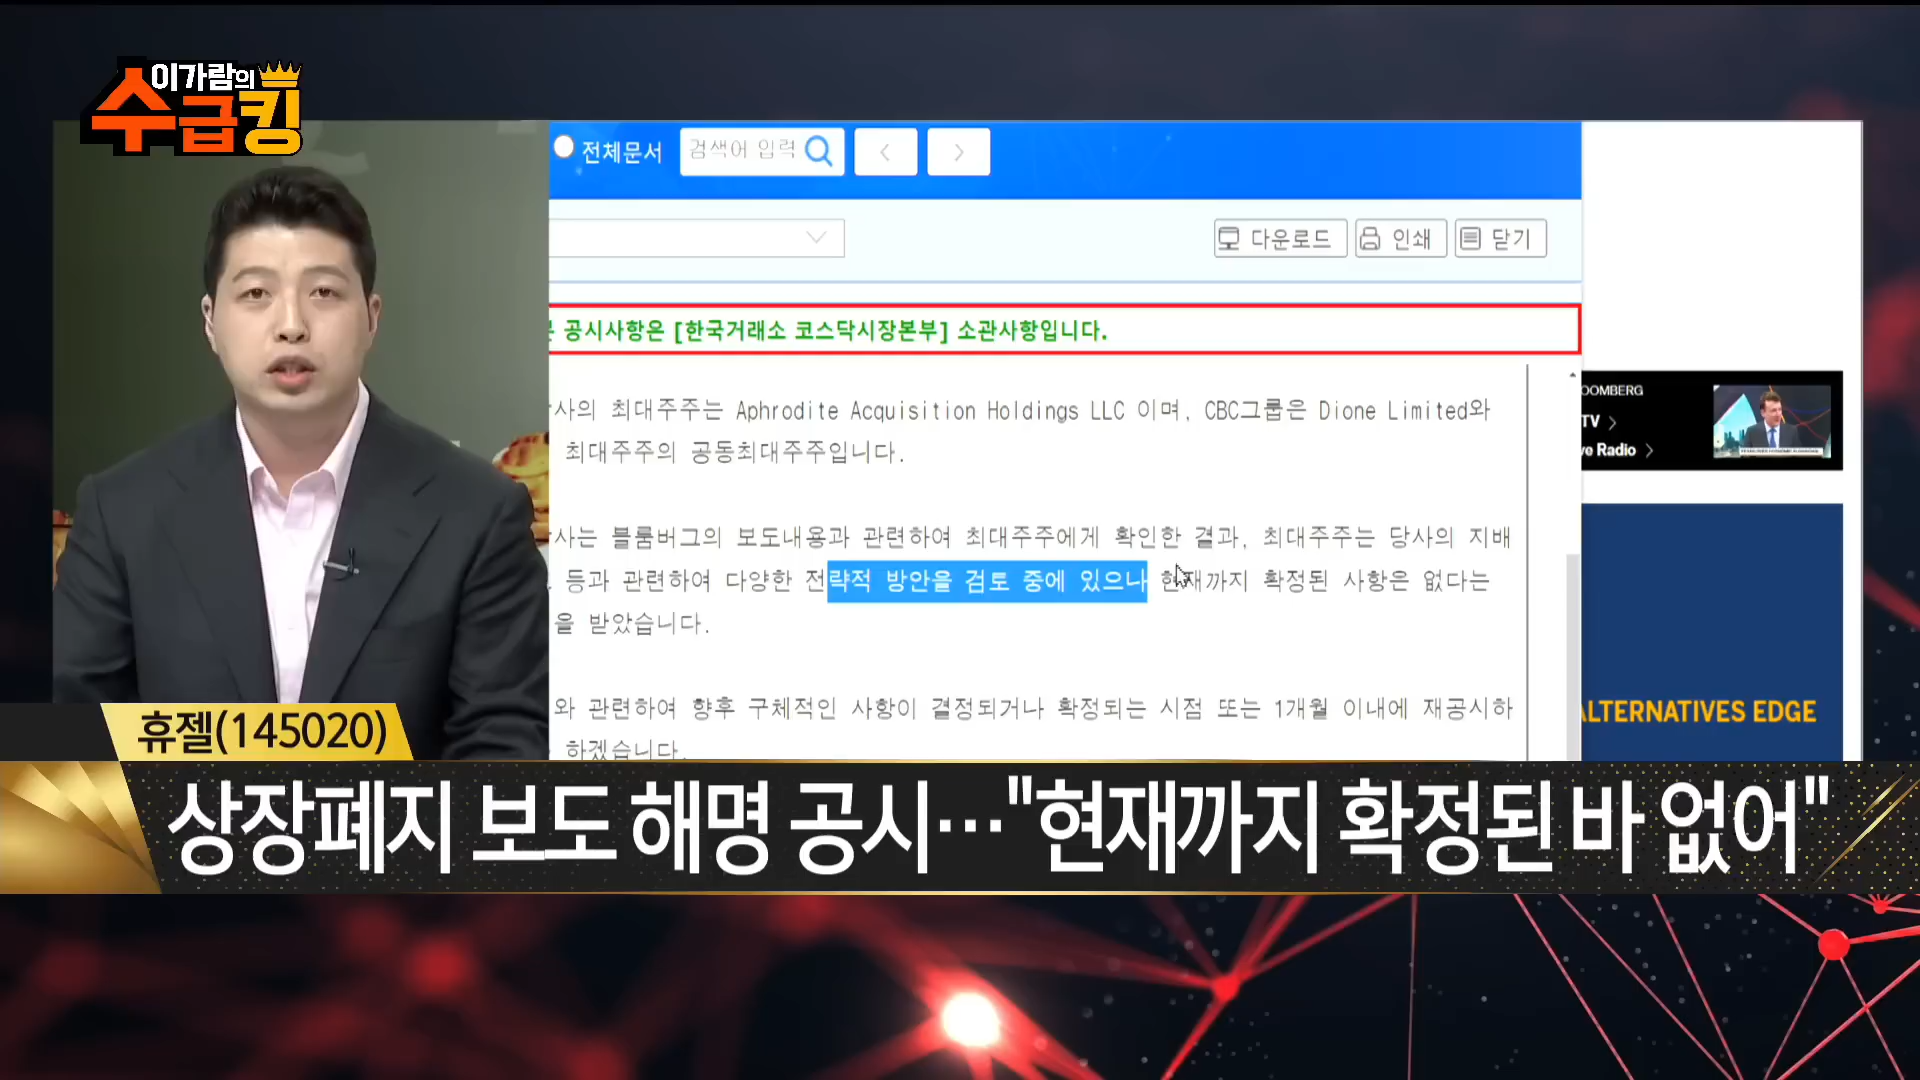 이가람의
수급킹
전체문서
검색어 입력
다운로드
인쇄
닫기
공시사항은 [한국거래소 코스닥시장본부] 소관사항입니다.
사의 최대주주는 Aphrodite Acquisition Holdings LLC 이며, CBC그룹은 Dione Limited와
최대주주의 공동최대주주입니다.
사는 블룸버그의 보도내용과 관련하여 최대주주에게 확인한 결과, 최대주주는 당사의 지배
등과 관련하여 다양한 전략적 방안을 검토 중에 있으나 현재까지 확정된 사항은 없다는
을 받았습니다.
와 관련하여 향후 구체적인 사항이 결정되거나 확정되는 시점 또는 1개월 이내에 재공시하
하겠습니다.
OOMBERG
TV
ve Radio
ALTERNATIVES EDGE
휴젤(145020)
상장폐지 보도 해명 공시…"현재까지 확정된 바 없어"